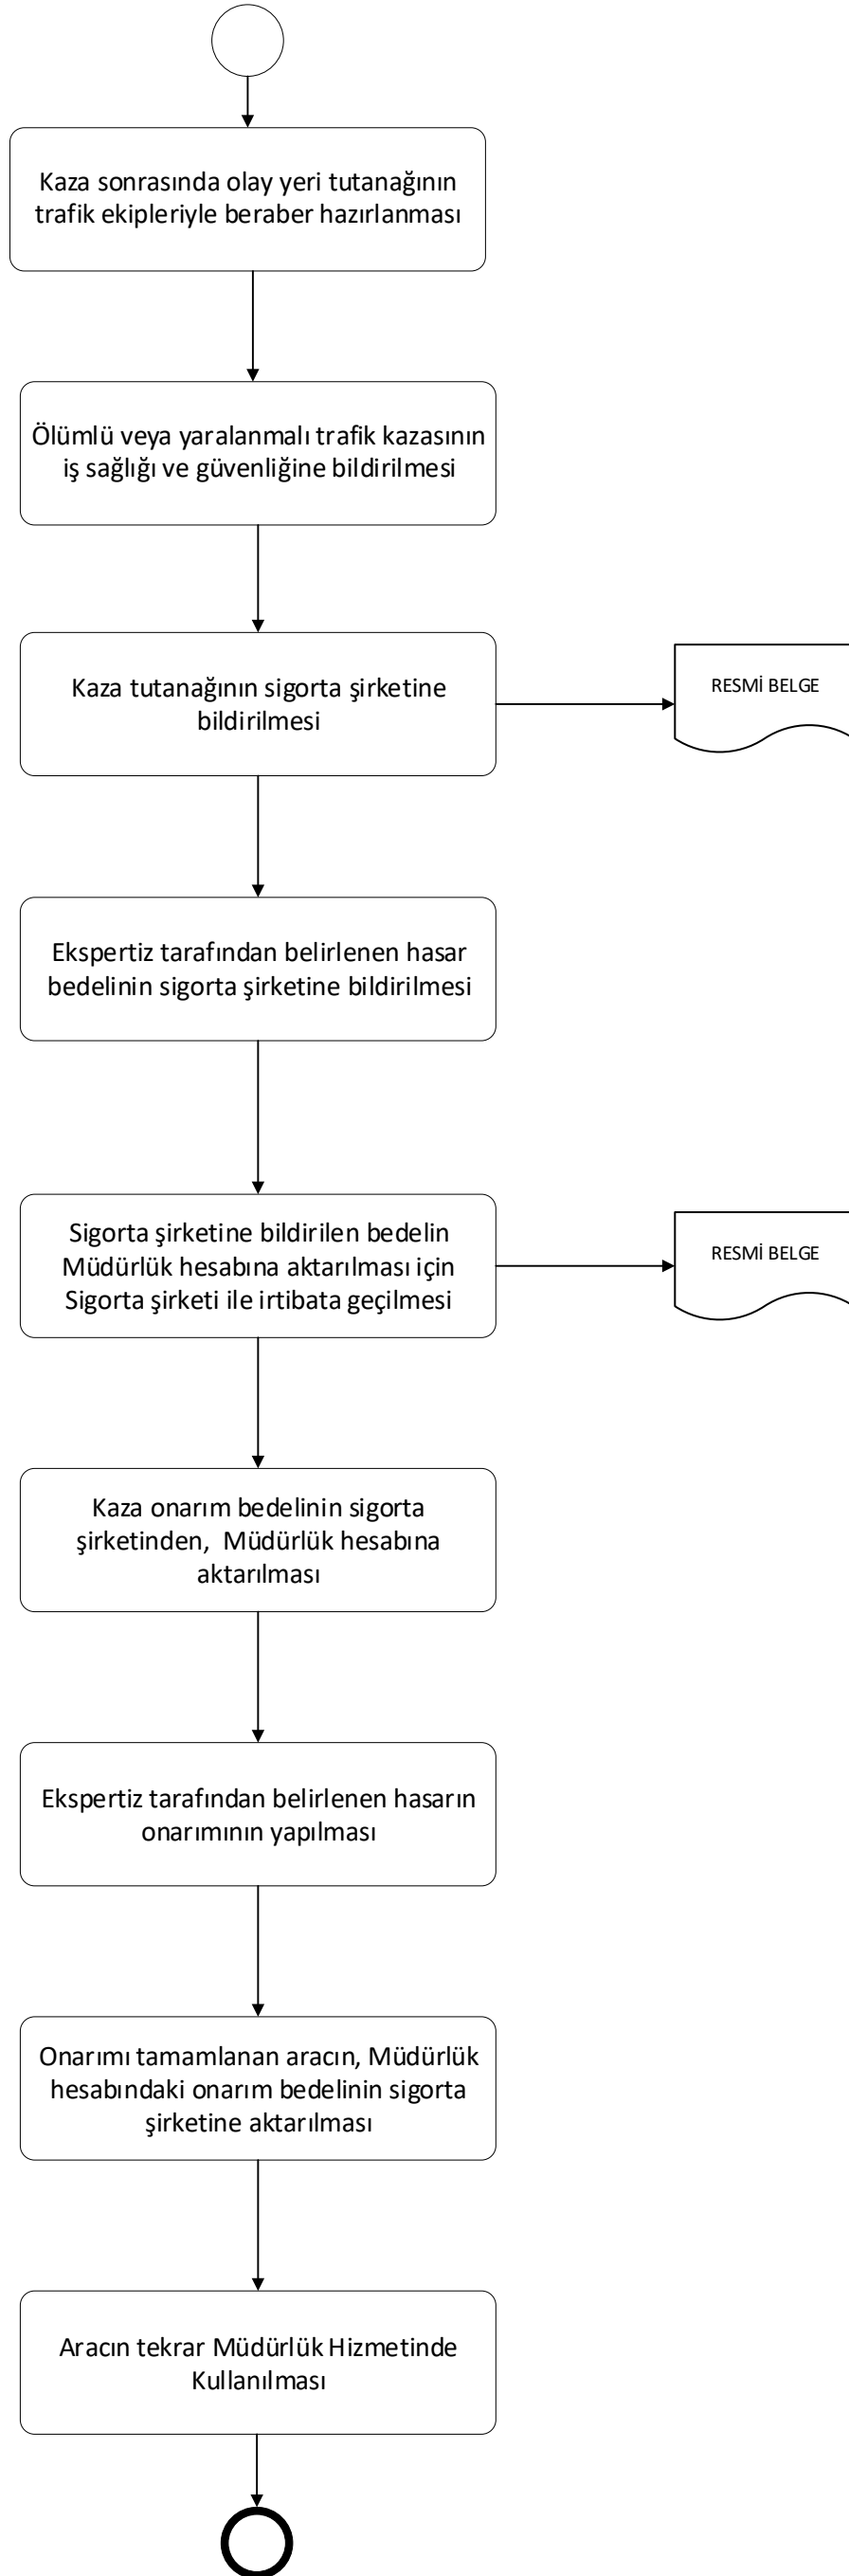 Kaza sonrasında olay yeri tutanağının
trafik ekipleriyle beraber hazırlanması
Ölümlü veya yaralanmalı trafik kazasının
iş sağlığı ve güvenliğine bildirilmesi
Kaza tutanağının sigorta şirketine
bildirilmesi
RESMİ BELGE
Ekspertiz tarafından belirlenen hasar
bedelinin sigorta şirketine bildirilmesi
Sigorta şirketine bildirilen bedelin
Müdürlük hesabına aktarılması için
Sigorta şirketi ile irtibata geçilmesi
RESMİ BELGE
Kaza onarım bedelinin sigorta
şirketinden, Müdürlük hesabına
aktarılması
Ekspertiz tarafından belirlenen hasarın
onarımının yapılması
Onarımı tamamlanan aracın, Müdürlük
hesabındaki onarım bedelinin sigorta
şirketine aktarılması
Aracın tekrar Müdürlük Hizmetinde
Kullanılması